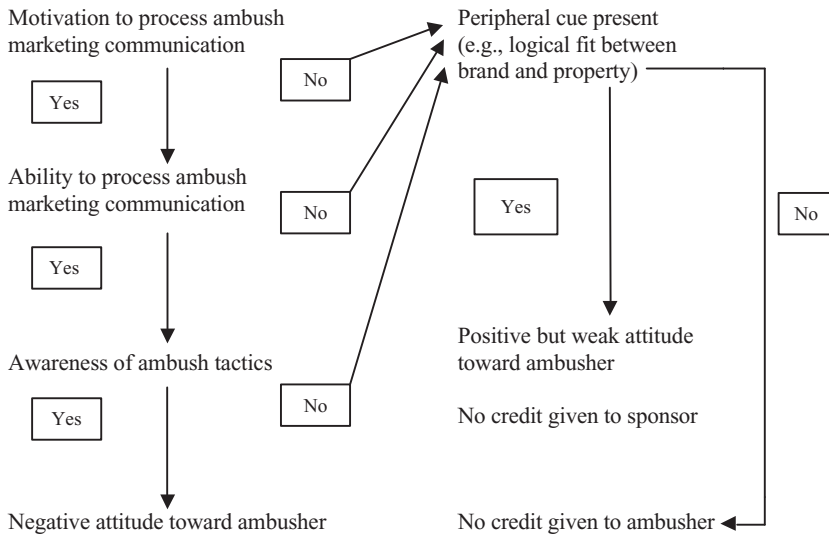 Motivation to process ambush
marketing communication
Yes
No
Ability to process ambush
marketing communication
Yes
No
Awareness of ambush tactics
Yes
No
Negative attitude toward ambusher
Peripheral cue present
(e.g., logical fit between
brand and property)
Yes
No
Positive but weak attitude
toward ambusher
No credit given to sponsor
No credit given to ambusher